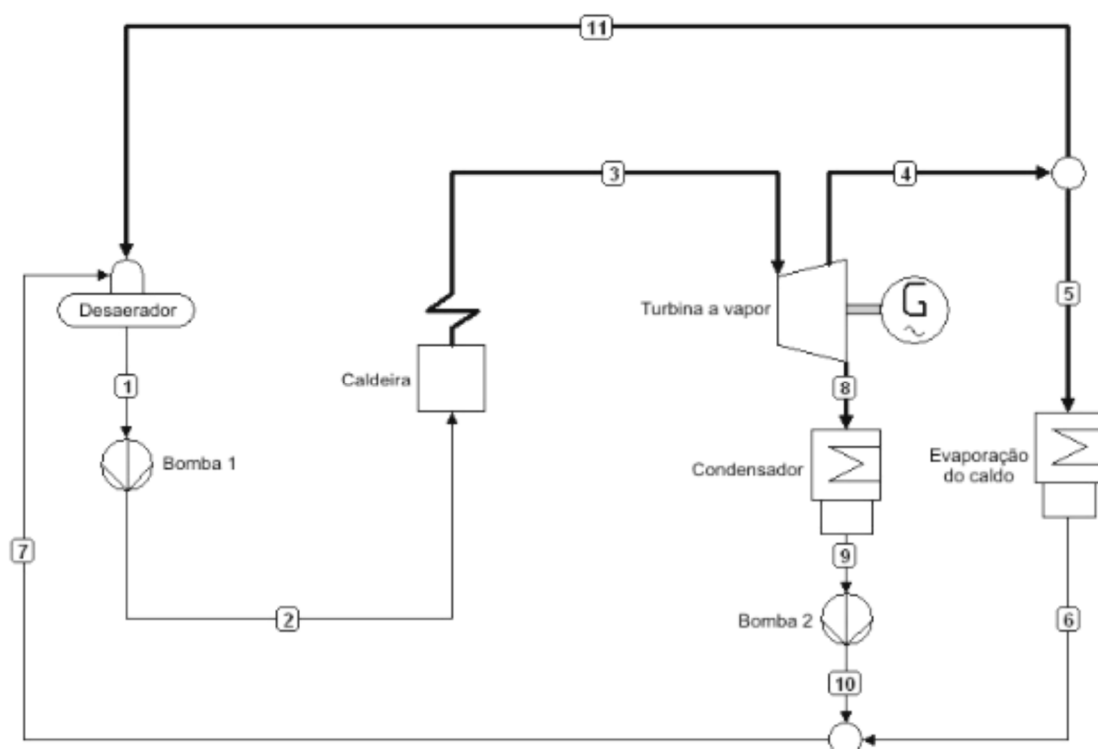 11
3
4
Desaerador
Turbina a vapor
G
~
5
1
Caldeira
8
Bomba 1
Condensador
Evaporação
do caldo
7
9
2
Bomba 2
6
10